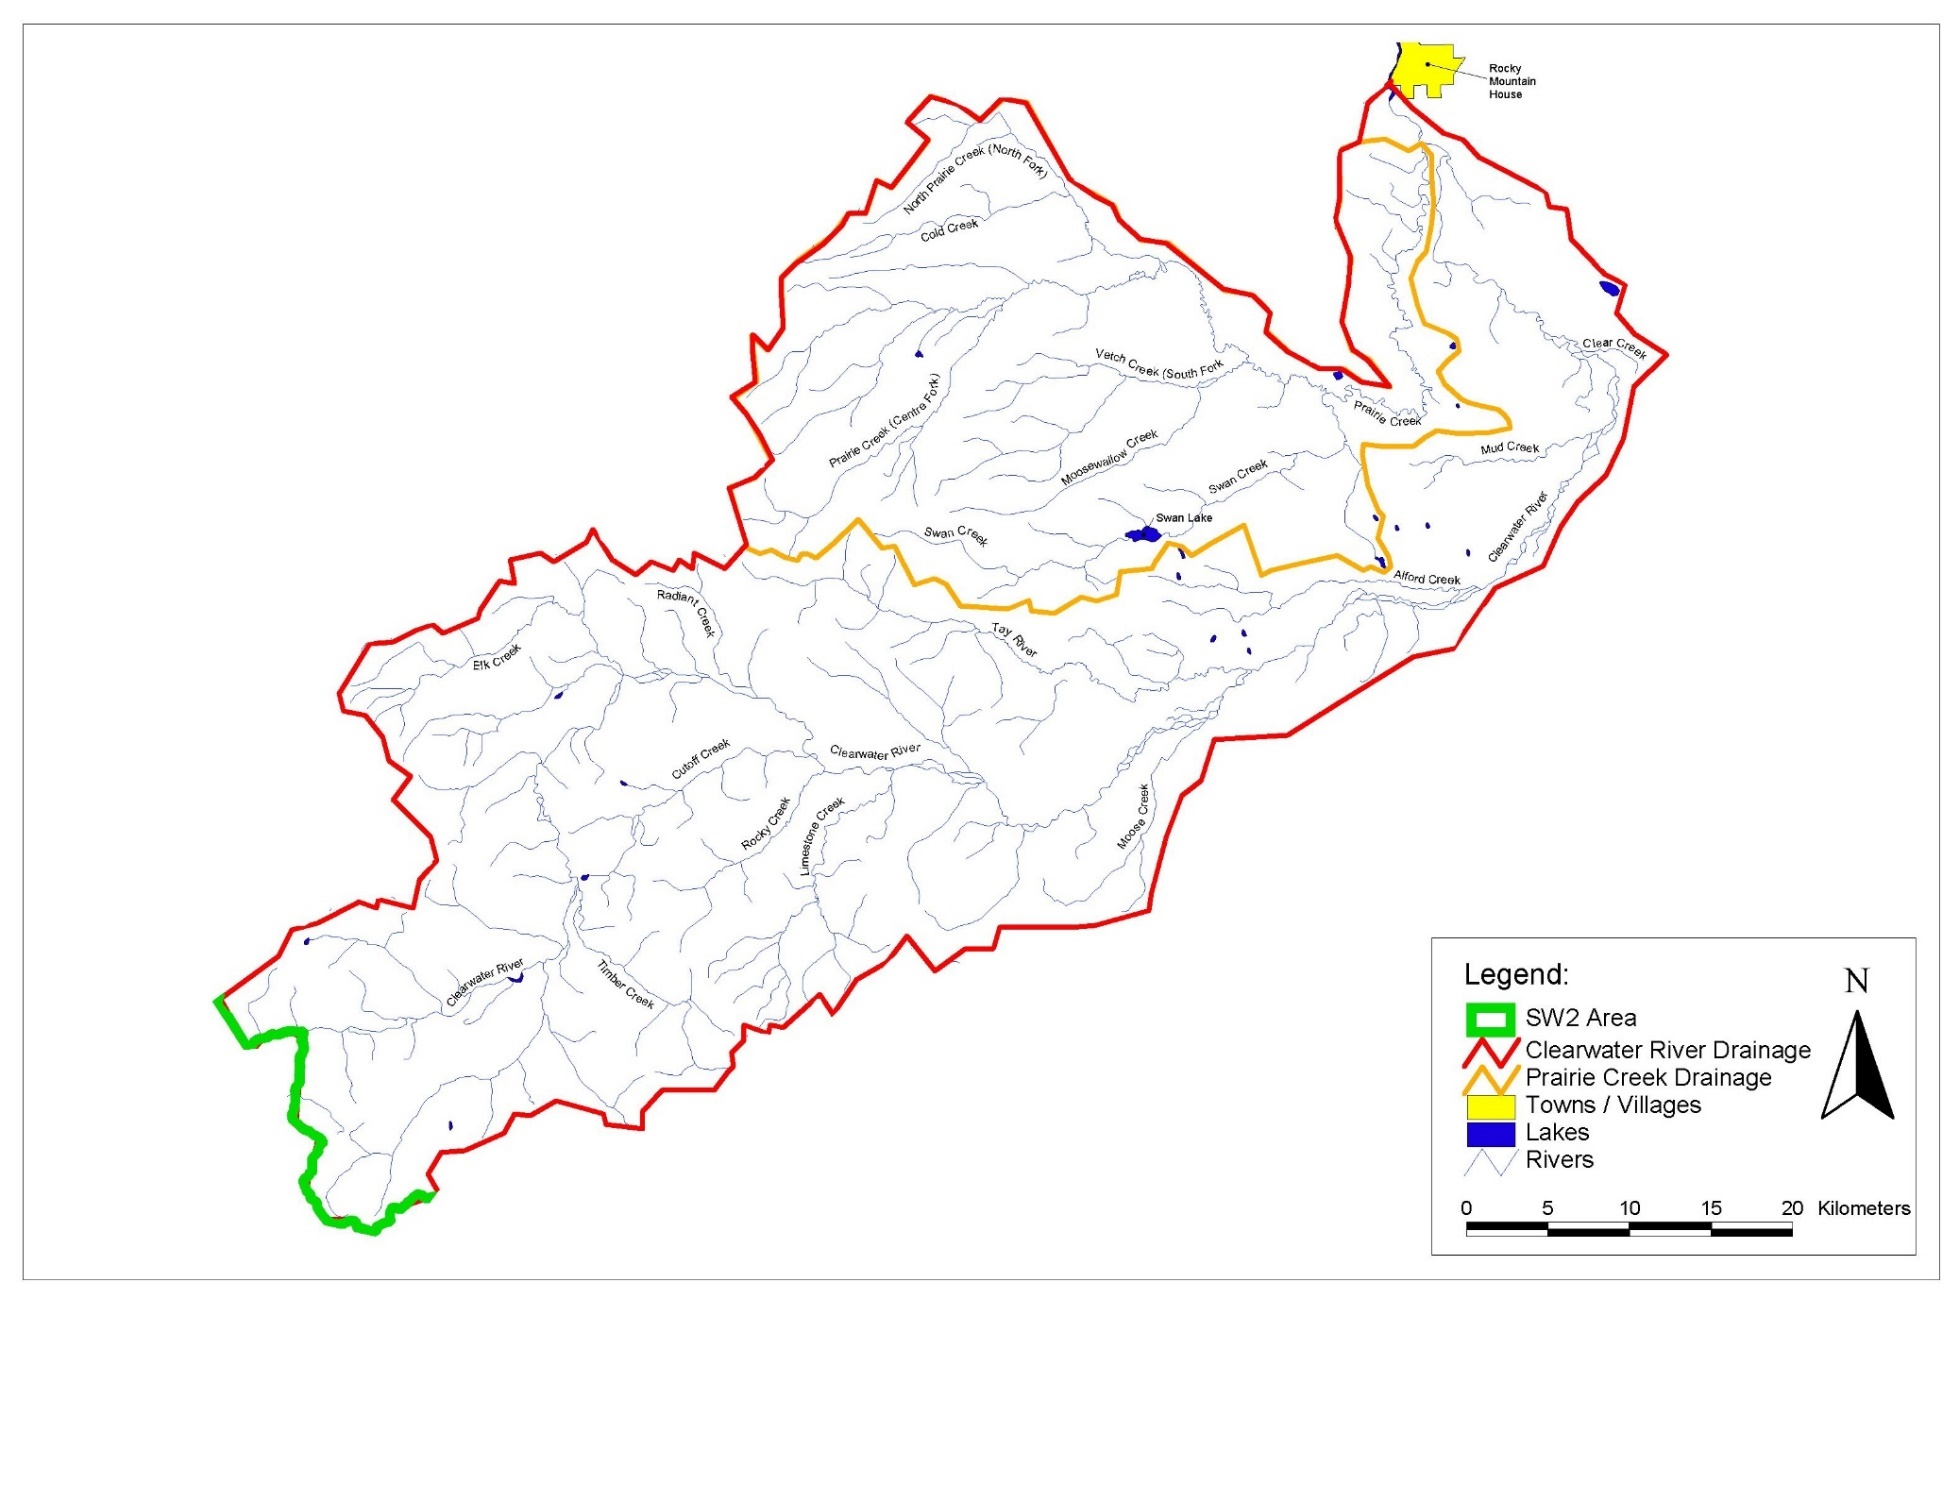 Rocky
Mountain
House
North Prairie Creek (North Fork)
Cold Creek
Clear Creek
Vetch Creek (South Fork
Prairie Creek (Centre Fork)
Prairie Creek
Moosewallow Creek
Mud Creek
Swan Creek
Swan Lake
Swan Creek
Clearwater River
Alford Creek
Radiant Creek
Tay River
Elk Creek
Cutoff Creek
Clearwater River
Rocky Creek
Limestone Creek
Moose Creek
Clearwater River
Timber Creek
Legend:
N
SW2 Area
Clearwater River Drainage
Prairie Creek Drainage
Towns / Villages
Lakes
Rivers
0 5 10 15 20 Kilometers